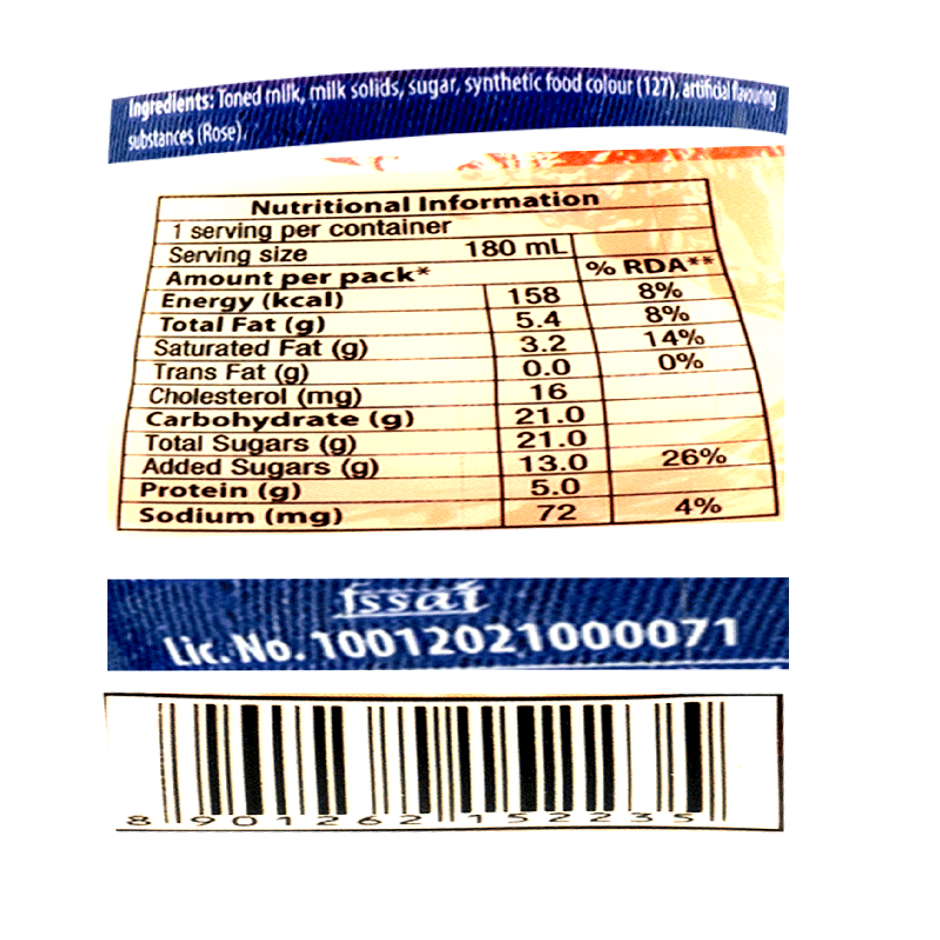 Ingredients: Toned milk, milk solids, sugar, synthetic food colour (127), artificial flavouring
substances (Rose).
Nutritional Information
1 serving per container
Serving size 180 mL
Amount per pack* % RDA**
Energy (kcal) 158 8%
Total Fat (g) 5.4 8%
Saturated Fat (g) 3.2 14%
Trans Fat (g) 0.0 0%
Cholesterol (mg) 16
Carbohydrate (g) 21.0
Total Sugars (g) 21.0
Added Sugars (g) 13.0 26%
Protein (g) 5.0
Sodium (mg) 72 4%
fssai
Lic. No. 10012021000071
8 901262 152235